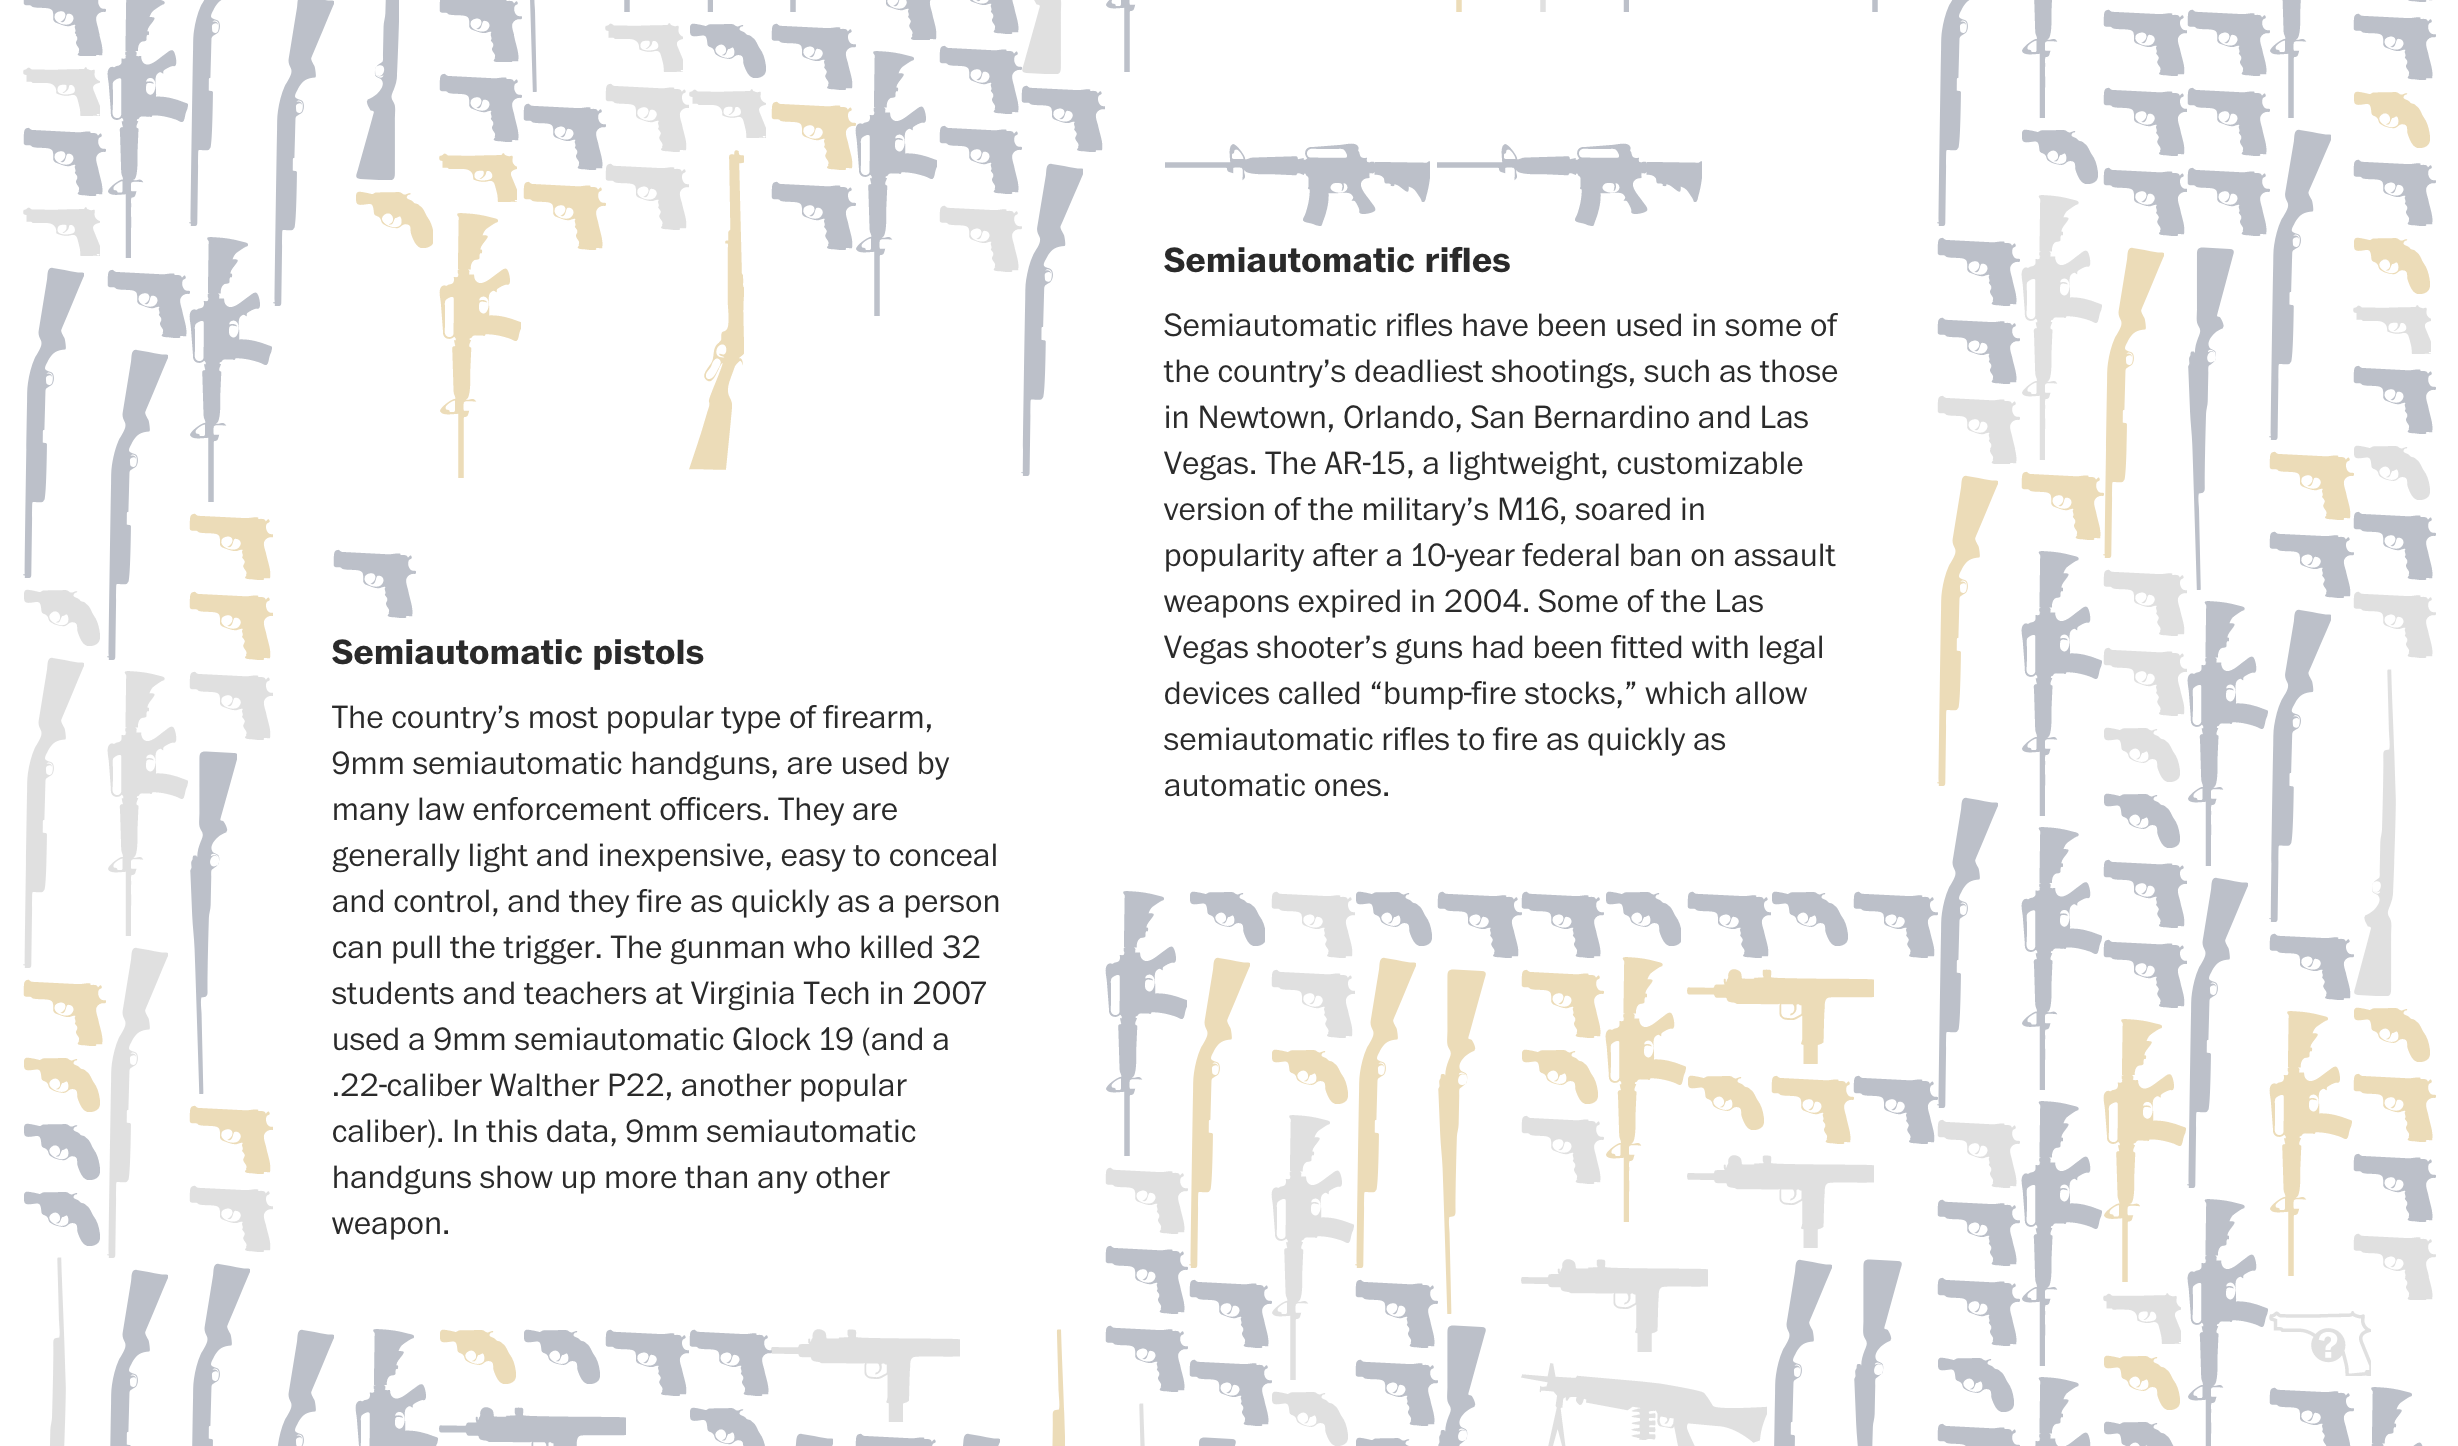 Semiautomatic rifles
Semiautomatic rifles have been used in some of
the country’s deadliest shootings, such as those
in Newtown, Orlando, San Bernardino and Las
Vegas. The AR-15, a lightweight, customizable
version of the military’s M16, soared in
popularity after a 10-year federal ban on assault
weapons expired in 2004. Some of the Las
Vegas shooter’s guns had been fitted with legal
devices called “bump-fire stocks,” which allow
semiautomatic rifles to fire as quickly as
automatic ones.
Semiautomatic pistols
The country’s most popular type of firearm,
9mm semiautomatic handguns, are used by
many law enforcement officers. They are
generally light and inexpensive, easy to conceal
and control, and they fire as quickly as a person
can pull the trigger. The gunman who killed 32
students and teachers at Virginia Tech in 2007
used a 9mm semiautomatic Glock 19 (and a
.22-caliber Walther P22, another popular
caliber). In this data, 9mm semiautomatic
handguns show up more than any other
weapon.
?